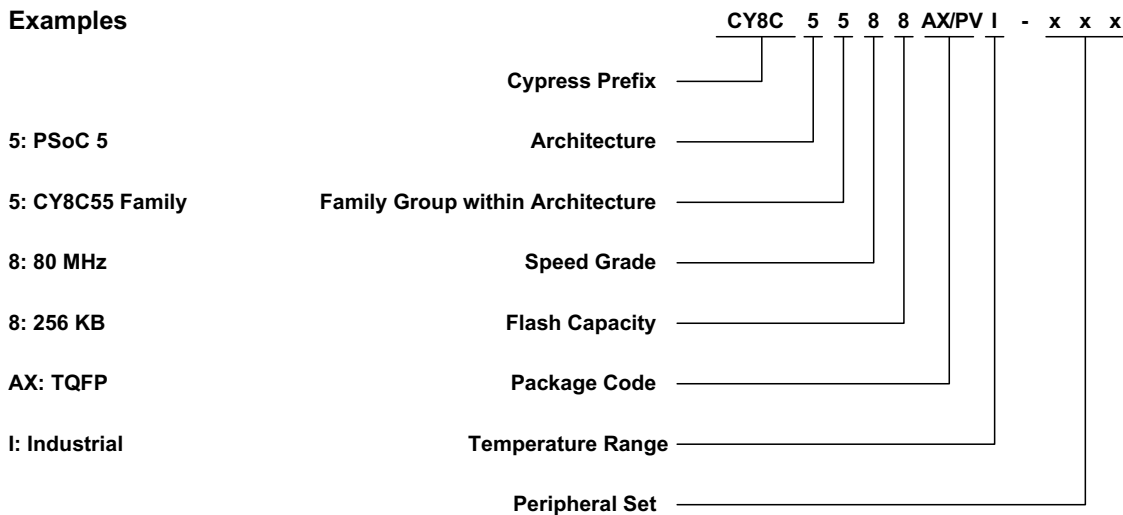 Examples CY8C 5 5 8 8 AX/PV I - x x x
Cypress Prefix
5: PSoC 5 Architecture
5: CY8C55 Family Family Group within Architecture
8: 80 MHz Speed Grade
8: 256 KB Flash Capacity
AX: TQFP Package Code
I: Industrial Temperature Range
Peripheral Set